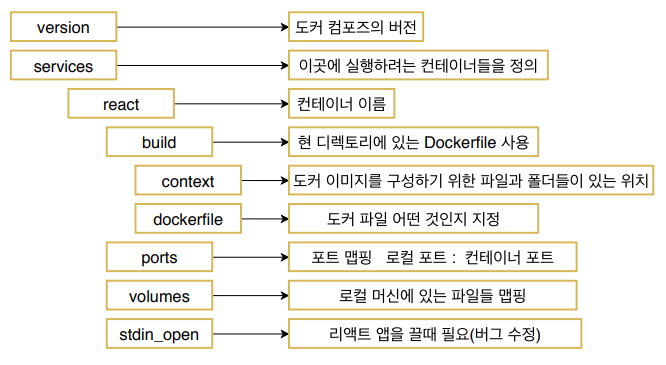 version 도커 컴포즈의 버전
services 이곳에 실행하려는 컨테이너들을 정의
react 컨테이너 이름
build 현 디렉토리에 있는 Dockerfile 사용
context 도커 이미지를 구성하기 위한 파일과 폴더들이 있는 위치
dockerfile 도커 파일 어떤 것인지 지정
ports 포트 맵핑 로컬 포트 : 컨테이너 포트
volumes 로컬 머신에 있는 파일들 맵핑
stdin_open 리액트 앱을 끌때 필요(버그 수정)